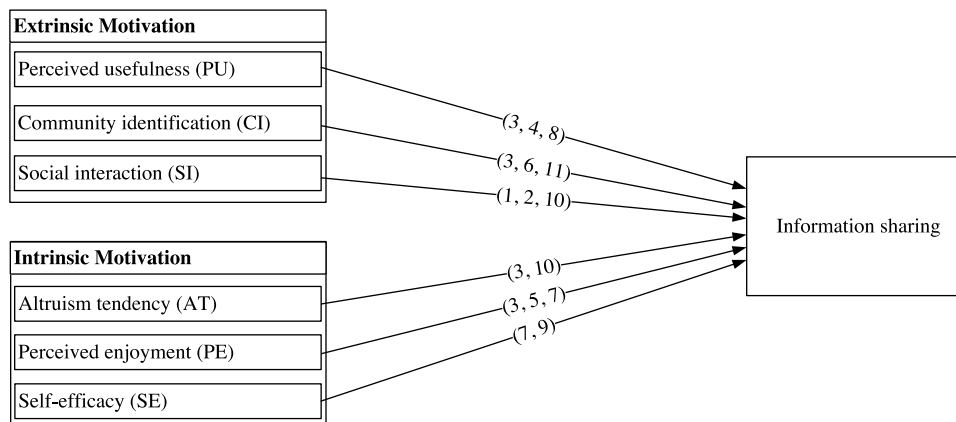 Extrinsic Motivation
Perceived usefulness (PU)
Community identification (CI)
Social interaction (SI)
(3, 4, 8)
(3, 6, 11)
(1, 2, 10)
Information sharing
Intrinsic Motivation
Altruism tendency (AT)
Perceived enjoyment (PE)
Self-efficacy (SE)
(3, 10)
(3, 5, 7)
(7, 9)